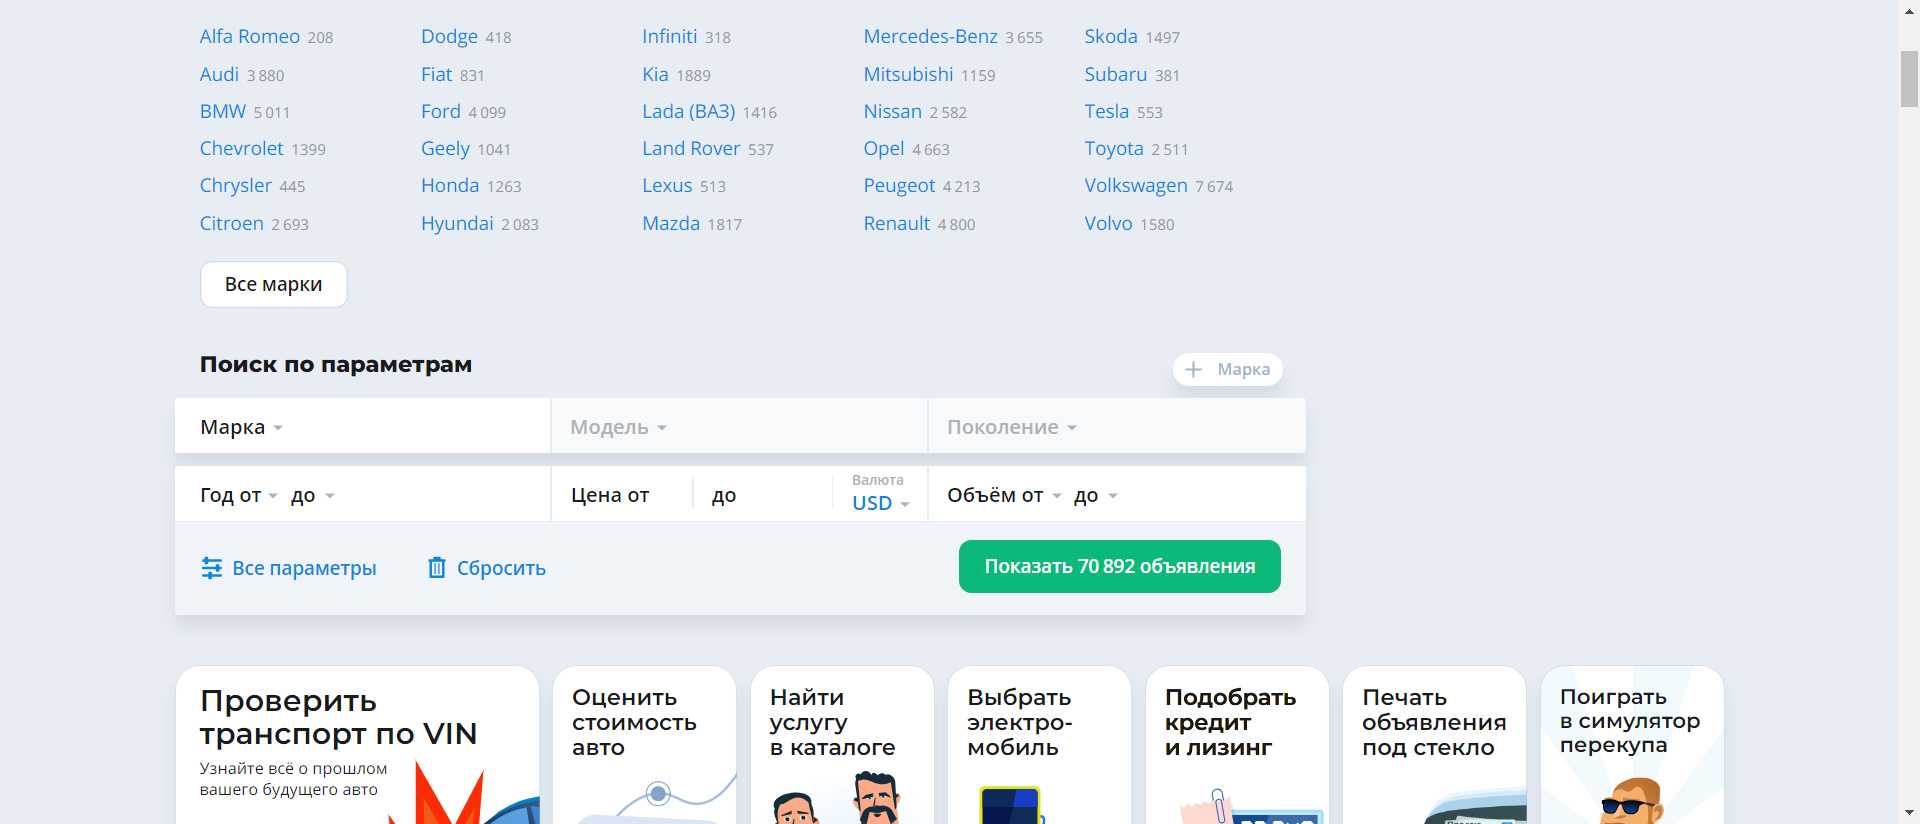 Alfa Romeo 208
Dodge 418
Infiniti 318
Mercedes-Benz 3 655
Skoda 1497
Audi 3 880
Fiat 831
Kia 1889
Mitsubishi 1159
Subaru 381
BMW 5 011
Ford 4 099
Lada (ВАЗ) 1416
Nissan 2 582
Tesla 553
Chevrolet 1399
Geely 1041
Land Rover 537
Opel 4 663
Toyota 2 511
Chrysler 445
Honda 1263
Lexus 513
Peugeot 4 213
Volkswagen 7 674
Citroen 2 693
Hyundai 2 083
Mazda 1817
Renault 4 800
Volvo 1580
Все марки
Поиск по параметрам
Марка
Марка
Модель
Поколение
Год от
до
Цена от
до
Валюта
USD
Объём от
до
Все параметры
Сбросить
Показать 70 892 объявления
Проверить
транспорт по VIN
Узнайте всё о прошлом
вашего будущего авто
Оценить
стоимость
авто
Найти
услугу
в каталоге
Выбрать
электро-
мобиль
Подобрать
кредит
и лизинг
Печать
объявления
под стекло
Поиграть
в симулятор
перекупа